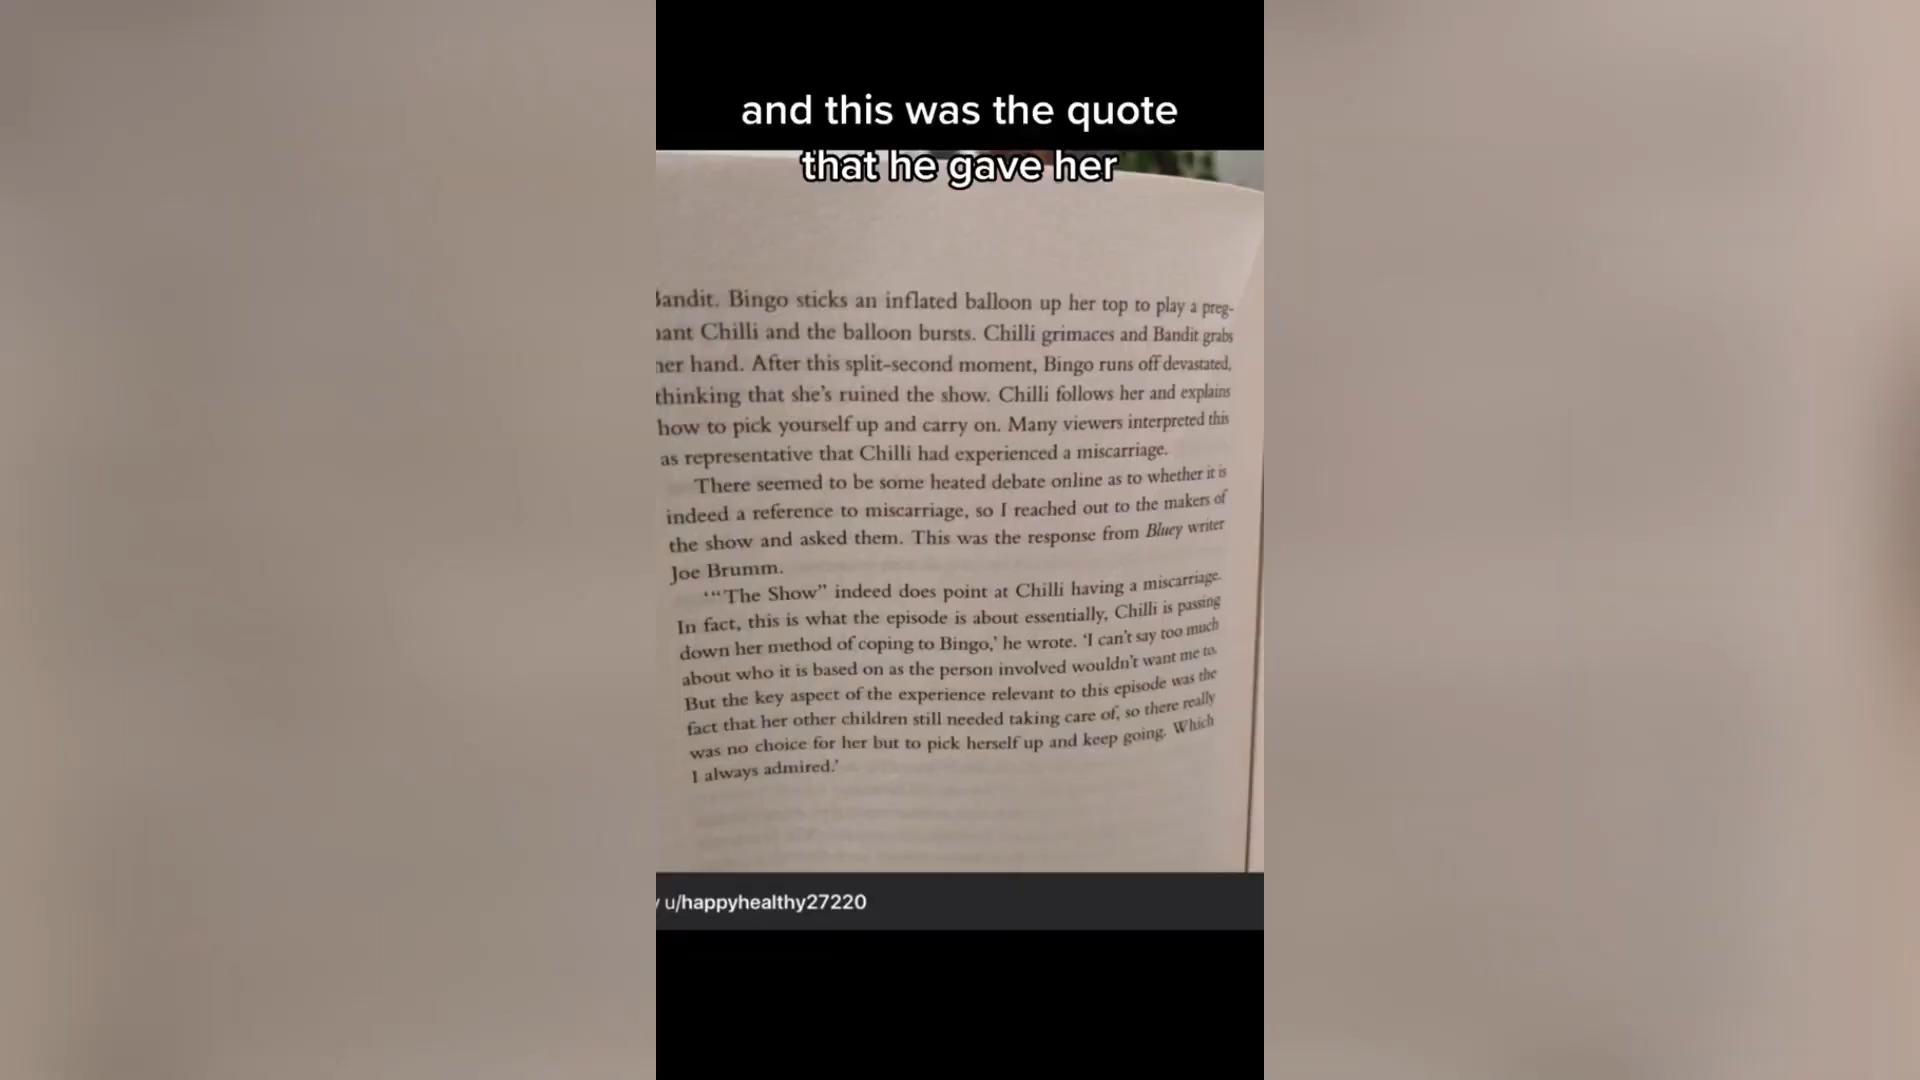 and this was the quote
that he gave her
Bandit. Bingo sticks an inflated balloon up her top to play a preg-
nant Chilli and the balloon bursts. Chilli grimaces and Bandit grabs
her hand. After this split-second moment, Bingo runs off devastated,
thinking that she's ruined the show. Chilli follows her and explains
how to pick yourself up and carry on. Many viewers interpreted this
as representative that Chilli had experienced a miscarriage.
There seemed to be some heated debate online as to whether it is
indeed a reference to miscarriage, so I reached out to the makers of
the show and asked them. This was the response from Bluey writer
Joe Brumm.
‘“The Show” indeed does point at Chilli having a miscarriage.
In fact, this is what the episode is about essentially, Chilli is passing
down her method of coping to Bingo,’ he wrote. ‘I can’t say too much
about who it is based on as the person involved wouldn’t want me to.
But the key aspect of the experience relevant to this episode was the
fact that her other children still needed taking care of, so there really
was no choice for her but to pick herself up and keep going. Which
I always admired.’
u/happyhealthy27220